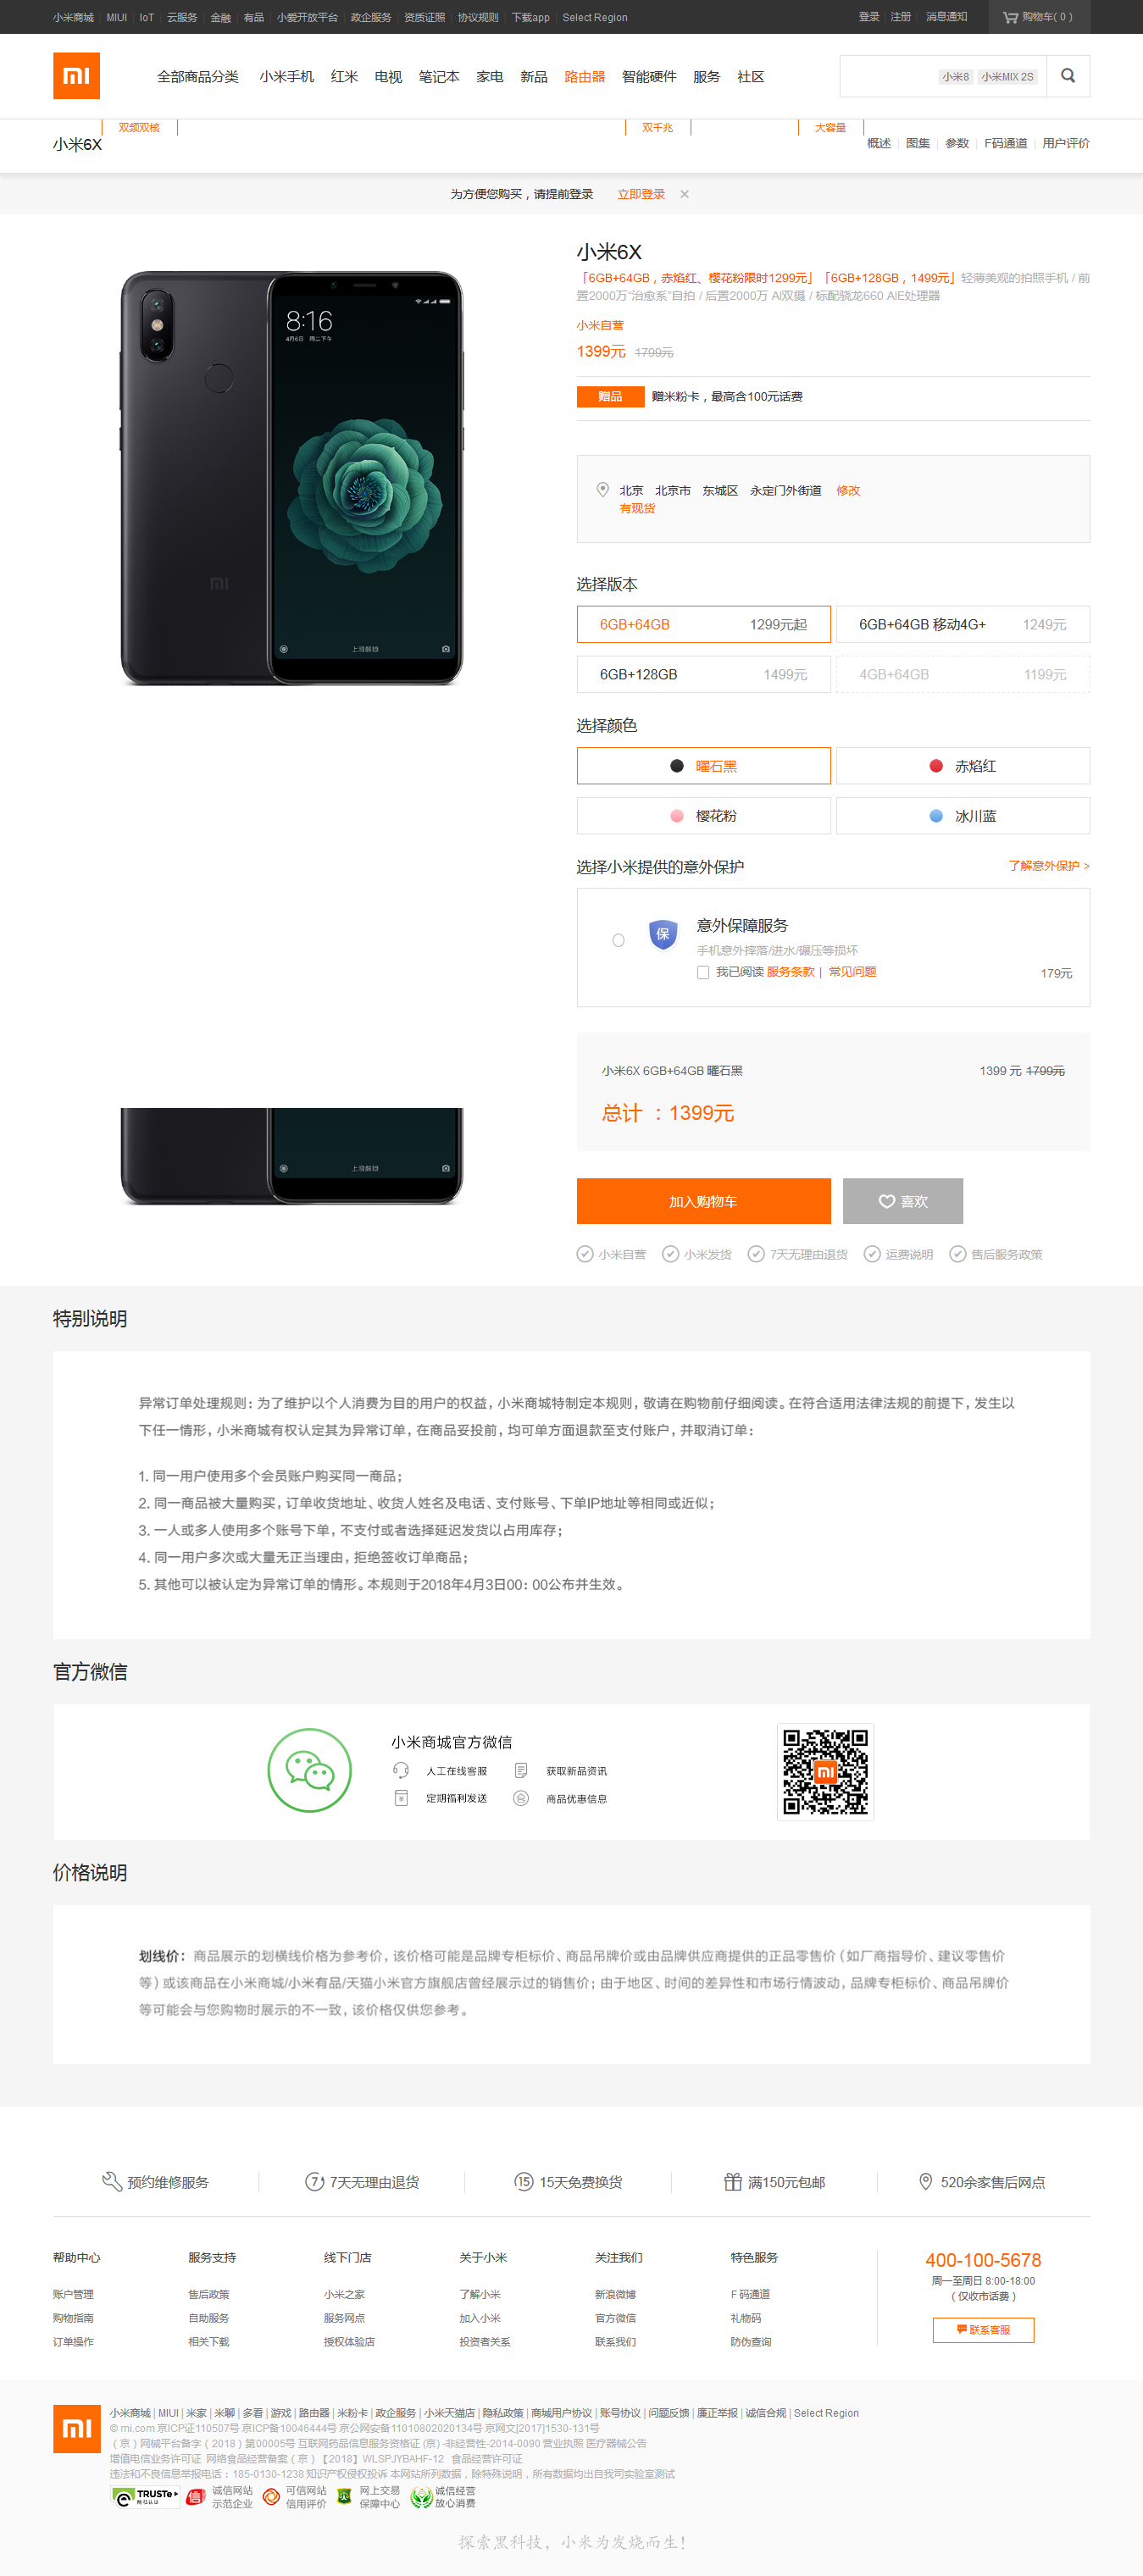 小米商城 | MIUI | IoT | 云服务 | 金融 | 有品 | 小爱开放平台 | 政企服务 | 资质证照 | 协议规则 | 下载app | Select Region
登录 | 注册 | 消息通知 购物车( 0 )
全部商品分类 小米手机 红米 电视 笔记本 家电 新品 路由器 智能硬件 服务 社区
小米8 小米MIX 2S
双频双核 双千兆 大容量
小米6X
概述 | 图集 | 参数 | F码通道 | 用户评价
为方便您购买，请提前登录 立即登录 ×
小米6X
「6GB+64GB，赤焰红、樱花粉限时1299元」「6GB+128GB，1499元」轻薄美观的拍照手机 / 前
置2000万“治愈系”自拍 / 后置2000万 AI双摄 / 标配骁龙660 AIE处理器
小米自营
1399元 1799元
赠品 赠米粉卡，最高含100元话费
8:16
4月6日 周二下午
上滑解锁
北京 北京市 东城区 永定门外街道 修改
有现货
选择版本
6GB+64GB 1299元起
6GB+64GB 移动4G+ 1249元
6GB+128GB 1499元
4GB+64GB 1199元
选择颜色
曜石黑
赤焰红
樱花粉
冰川蓝
选择小米提供的意外保护 了解意外保护 >
保
意外保障服务
手机意外摔落/进水/碾压等损坏
我已阅读 服务条款 | 常见问题 179元
小米6X 6GB+64GB 曜石黑 1399 元 1799元
总计 ：1399元
上滑解锁
加入购物车 喜欢
小米自营 小米发货 7天无理由退货 运费说明 售后服务政策
特别说明
异常订单处理规则：为了维护以个人消费为目的用户的权益，小米商城特制定本规则，敬请在购物前仔细阅读。在符合适用法律法规的前提下，发生以
下任一情形，小米商城有权认定其为异常订单，在商品妥投前，均可单方面退款至支付账户，并取消订单：
1. 同一用户使用多个会员账户购买同一商品；
2. 同一商品被大量购买，订单收货地址、收货人姓名及电话、支付账号、下单IP地址等相同或近似；
3. 一人或多人使用多个账号下单，不支付或者选择延迟发货以占用库存；
4. 同一用户多次或大量无正当理由，拒绝签收订单商品；
5. 其他可以被认定为异常订单的情形。本规则于2018年4月3日00：00公布并生效。
官方微信
小米商城官方微信
人工在线客服 获取新品资讯
定期福利发送 商品优惠信息
价格说明
划线价：商品展示的划横线价格为参考价，该价格可能是品牌专柜标价、商品吊牌价或由品牌供应商提供的正品零售价（如厂商指导价、建议零售价
等）或该商品在小米商城/小米有品/天猫小米官方旗舰店曾经展示过的销售价；由于地区、时间的差异性和市场行情波动，品牌专柜标价、商品吊牌价
等可能会与您购物时展示的不一致，该价格仅供您参考。
预约维修服务 7天无理由退货 15天免费换货 满150元包邮 520余家售后网点
帮助中心 服务支持 线下门店 关于小米 关注我们 特色服务
账户管理 售后政策 小米之家 了解小米 新浪微博 F 码通道
购物指南 自助服务 服务网点 加入小米 官方微信 礼物码
订单操作 相关下载 授权体验店 投资者关系 联系我们 防伪查询
400-100-5678
周一至周日 8:00-18:00
（仅收市话费）
联系客服
小米商城 | MIUI | 米家 | 米聊 | 多看 | 游戏 | 路由器 | 米粉卡 | 政企服务 | 小米天猫店 | 隐私政策 | 商城用户协议 | 账号协议 | 问题反馈 | 廉正举报 | 诚信合规 | Select Region
© mi.com 京ICP证110507号 京ICP备10046444号 京公网安备11010802020134号 京网文[2017]1530-131号
（京）网械平台备字（2018）第00005号 互联网药品信息服务资格证 (京) -非经营性-2014-0090 营业执照 医疗器械公告
增值电信业务许可证 网络食品经营备案（京）【2018】WLSPJYBAHF-12 食品经营许可证
违法和不良信息举报电话：185-0130-1238 知识产权侵权投诉 本网站所列数据，除特殊说明，所有数据均出自我司实验室测试
TRUSTe 诚信网站 可信网站 网上交易 诚信经营
示范企业 信用评价 保障中心 放心消费
探索黑科技，小米为发烧而生！